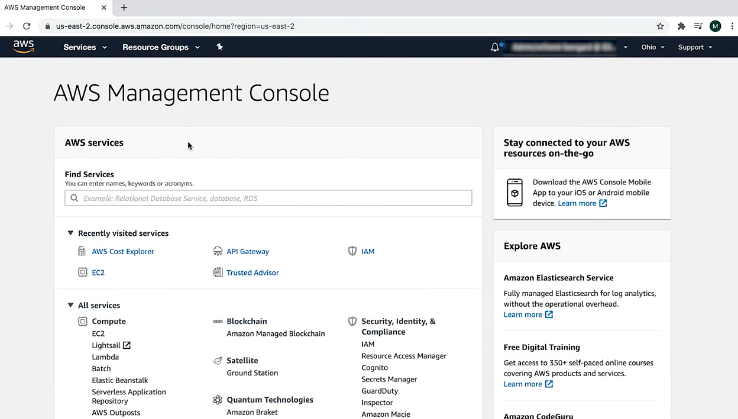 AWS Management Console
us-east-2.console.aws.amazon.com/console/home?region=us-east-2
M
aws
Services
Resource Groups
Ohio
Support
AWS Management Console
AWS services
Find Services
You can enter names, keywords or acronyms.
Example: Relational Database Service, database, RDS
Recently visited services
AWS Cost Explorer
API Gateway
IAM
EC2
Trusted Advisor
All services
Compute
EC2
Lightsail
Lambda
Batch
Elastic Beanstalk
Serverless Application
Repository
AWS Outposts
Blockchain
Amazon Managed Blockchain
Satellite
Ground Station
Quantum Technologies
Amazon Braket
Security, Identity, &
Compliance
IAM
Resource Access Manager
Cognito
Secrets Manager
GuardDuty
Inspector
Amazon Macie
Stay connected to your AWS
resources on-the-go
Download the AWS Console Mobile
App to your iOS or Android mobile
device. Learn more
Explore AWS
Amazon Elasticsearch Service
Fully managed Elasticsearch for log analytics,
without the operational overhead.
Learn more
Free Digital Training
Get access to 350+ self-paced online courses
covering AWS products and services.
Learn more
Amazon CodeGuru